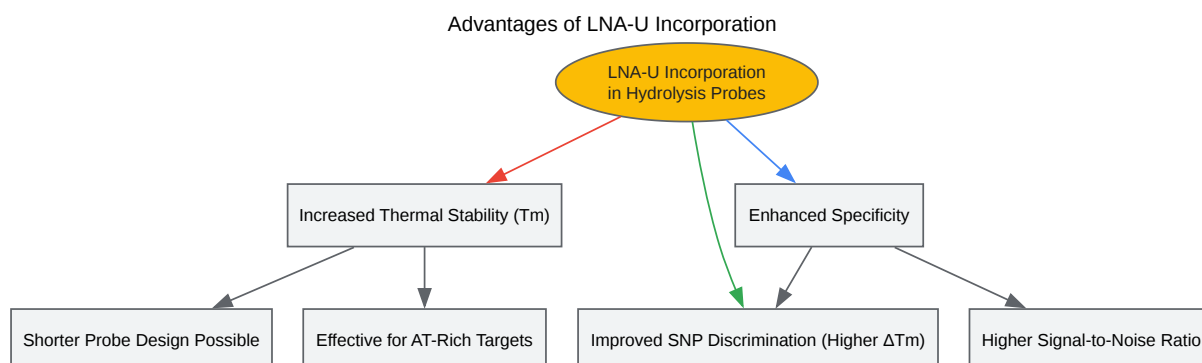 Advantages of LNA-U Incorporation
LNA-U Incorporation
in Hydrolysis Probes
Increased Thermal Stability (Tm)
Enhanced Specificity
Shorter Probe Design Possible
Effective for AT-Rich Targets
Improved SNP Discrimination (Higher ΔTm)
Higher Signal-to-Noise Ratio